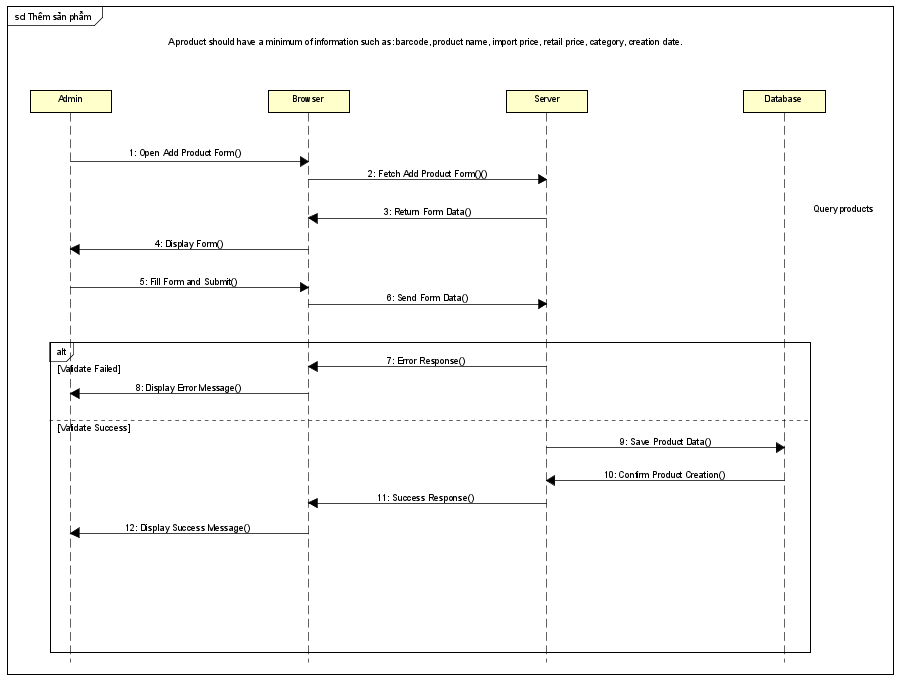 sd Thêm sản phẩm
A product should have a minimum of information such as : barcode, product name, import price, retail price, category, creation date.
Admin
Browser
Server
Database
1: Open Add Product Form()
2: Fetch Add Product Form()()
3: Return Form Data()
Query products
4: Display Form()
5: Fill Form and Submit()
6: Send Form Data()
alt
7: Error Response()
[Validate Failed]
8: Display Error Message()
[Validate Success]
9: Save Product Data()
10: Confirm Product Creation()
11: Success Response()
12: Display Success Message()